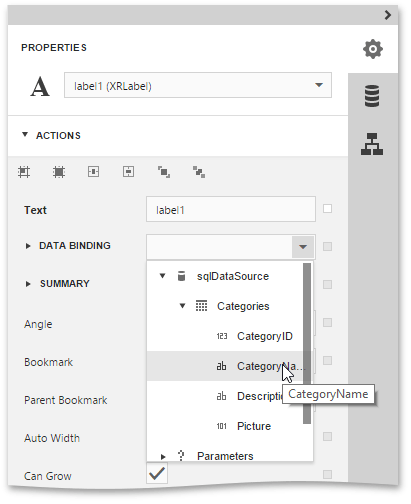 PROPERTIES
A
label1 (XRLabel)
ACTIONS
Text
label1
DATA BINDING
sqlDataSource
SUMMARY
Categories
Angle
123 CategoryID
Bookmark
ab CategoryNa...
CategoryName
Parent Bookmark
ab Descripti
Auto Width
101 Picture
Parameters
Can Grow